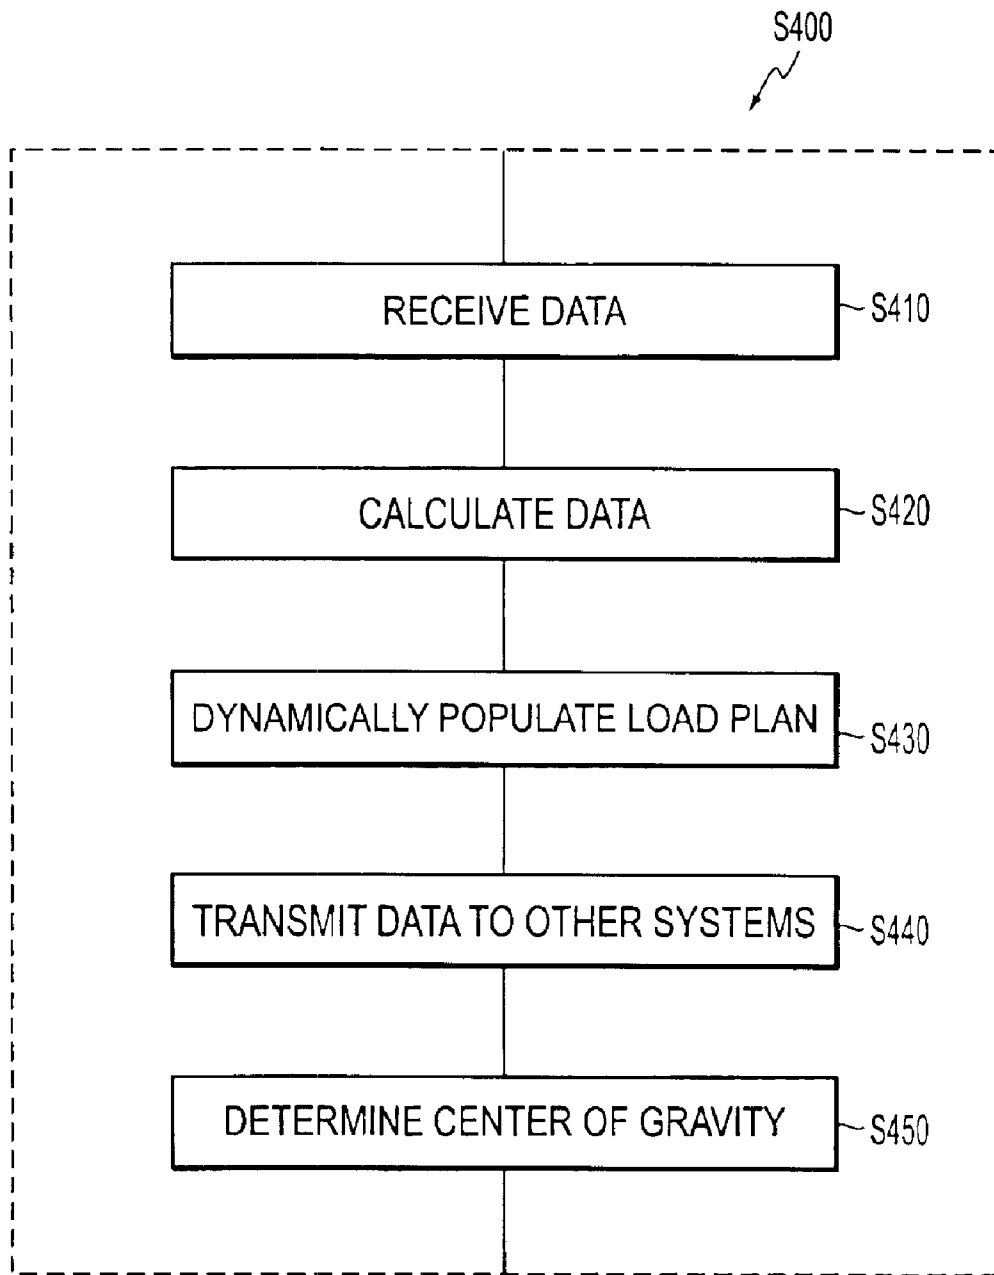 S400
RECEIVE DATA
S410
CALCULATE DATA
S420
DYNAMICALLY POPULATE LOAD PLAN
S430
TRANSMIT DATA TO OTHER SYSTEMS
S440
DETERMINE CENTER OF GRAVITY
S450